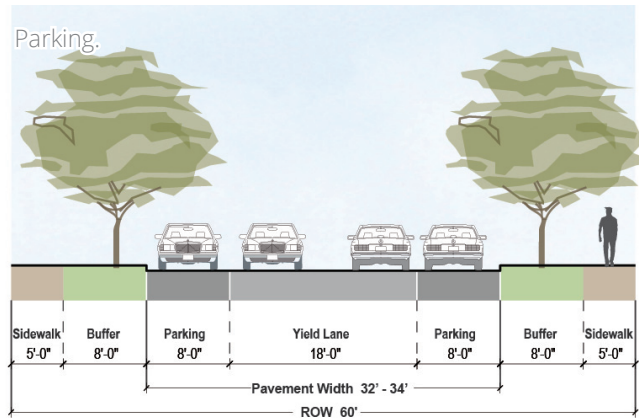 Parking.
Sidewalk Buffer Parking Yield Lane Parking Buffer Sidewalk
5'-0" 8'-0" 8'-0" 18'-0" 8'-0" 8'-0" 5'-0"
Pavement Width 32’ - 34’
ROW 60'